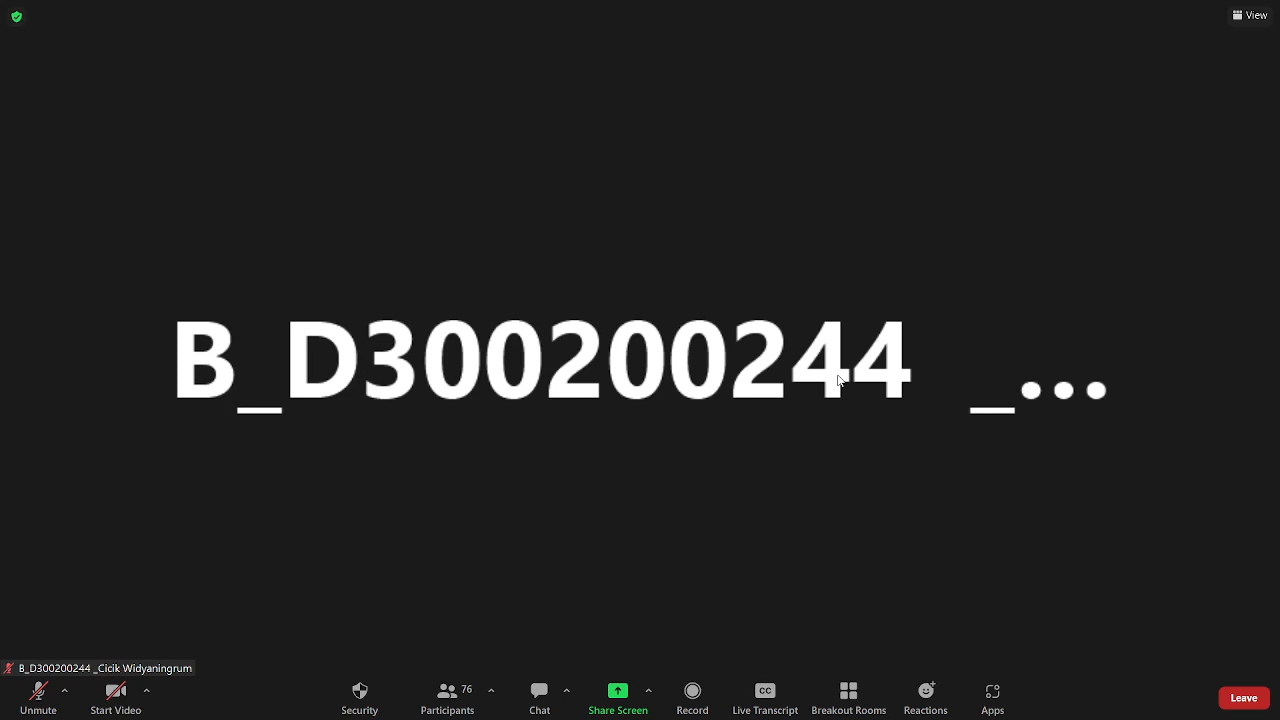 View
B_D300200244 _...
B_D300200244 _Cicik Widyaningrum
Unmute
Start Video
Security
76
Participants
Chat
Share Screen
Record
CC
Live Transcript
Breakout Rooms
Reactions
Apps
Leave